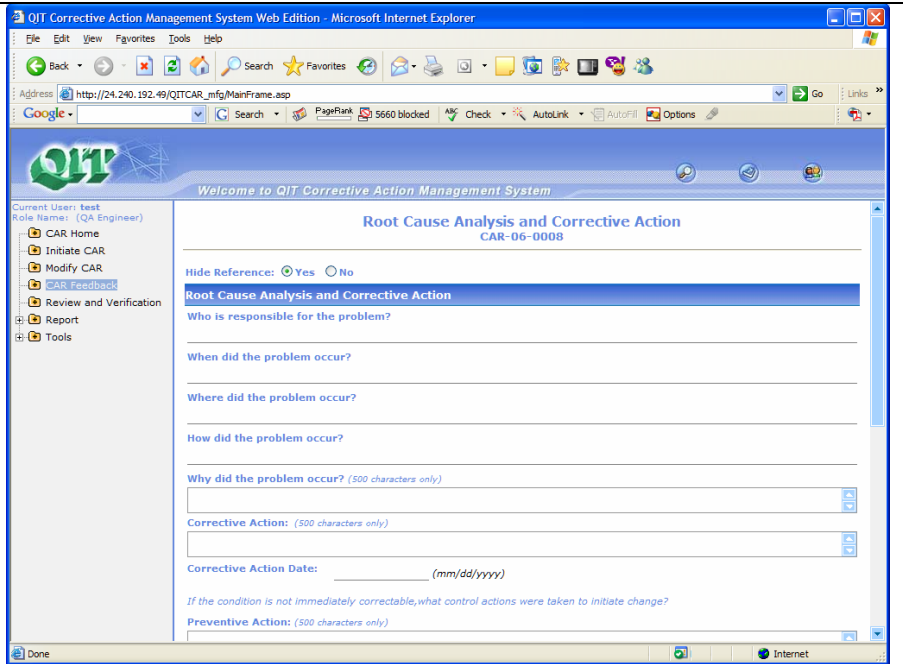 QIT Corrective Action Management System Web Edition - Microsoft Internet Explorer
File Edit View Favorites Tools Help
Back Search Favorites
Address http://24.240.192.49/QITCAR_mfg/MainFrame.asp Go Links »
Google Search PageRank 5660 blocked ABC Check AutoLink AutoFill Options
QIT
Welcome to QIT Corrective Action Management System
Current User: test
Role Name: (QA Engineer)
CAR Home
Initiate CAR
Modify CAR
CAR Feedback
Review and Verification
Report
Tools
Root Cause Analysis and Corrective Action
CAR-06-0008
Hide Reference: Yes No
Root Cause Analysis and Corrective Action
Who is responsible for the problem?
When did the problem occur?
Where did the problem occur?
How did the problem occur?
Why did the problem occur? (500 characters only)
Corrective Action: (500 characters only)
Corrective Action Date: (mm/dd/yyyy)
If the condition is not immediately correctable,what control actions were taken to initiate change?
Preventive Action: (500 characters only)
Done Internet